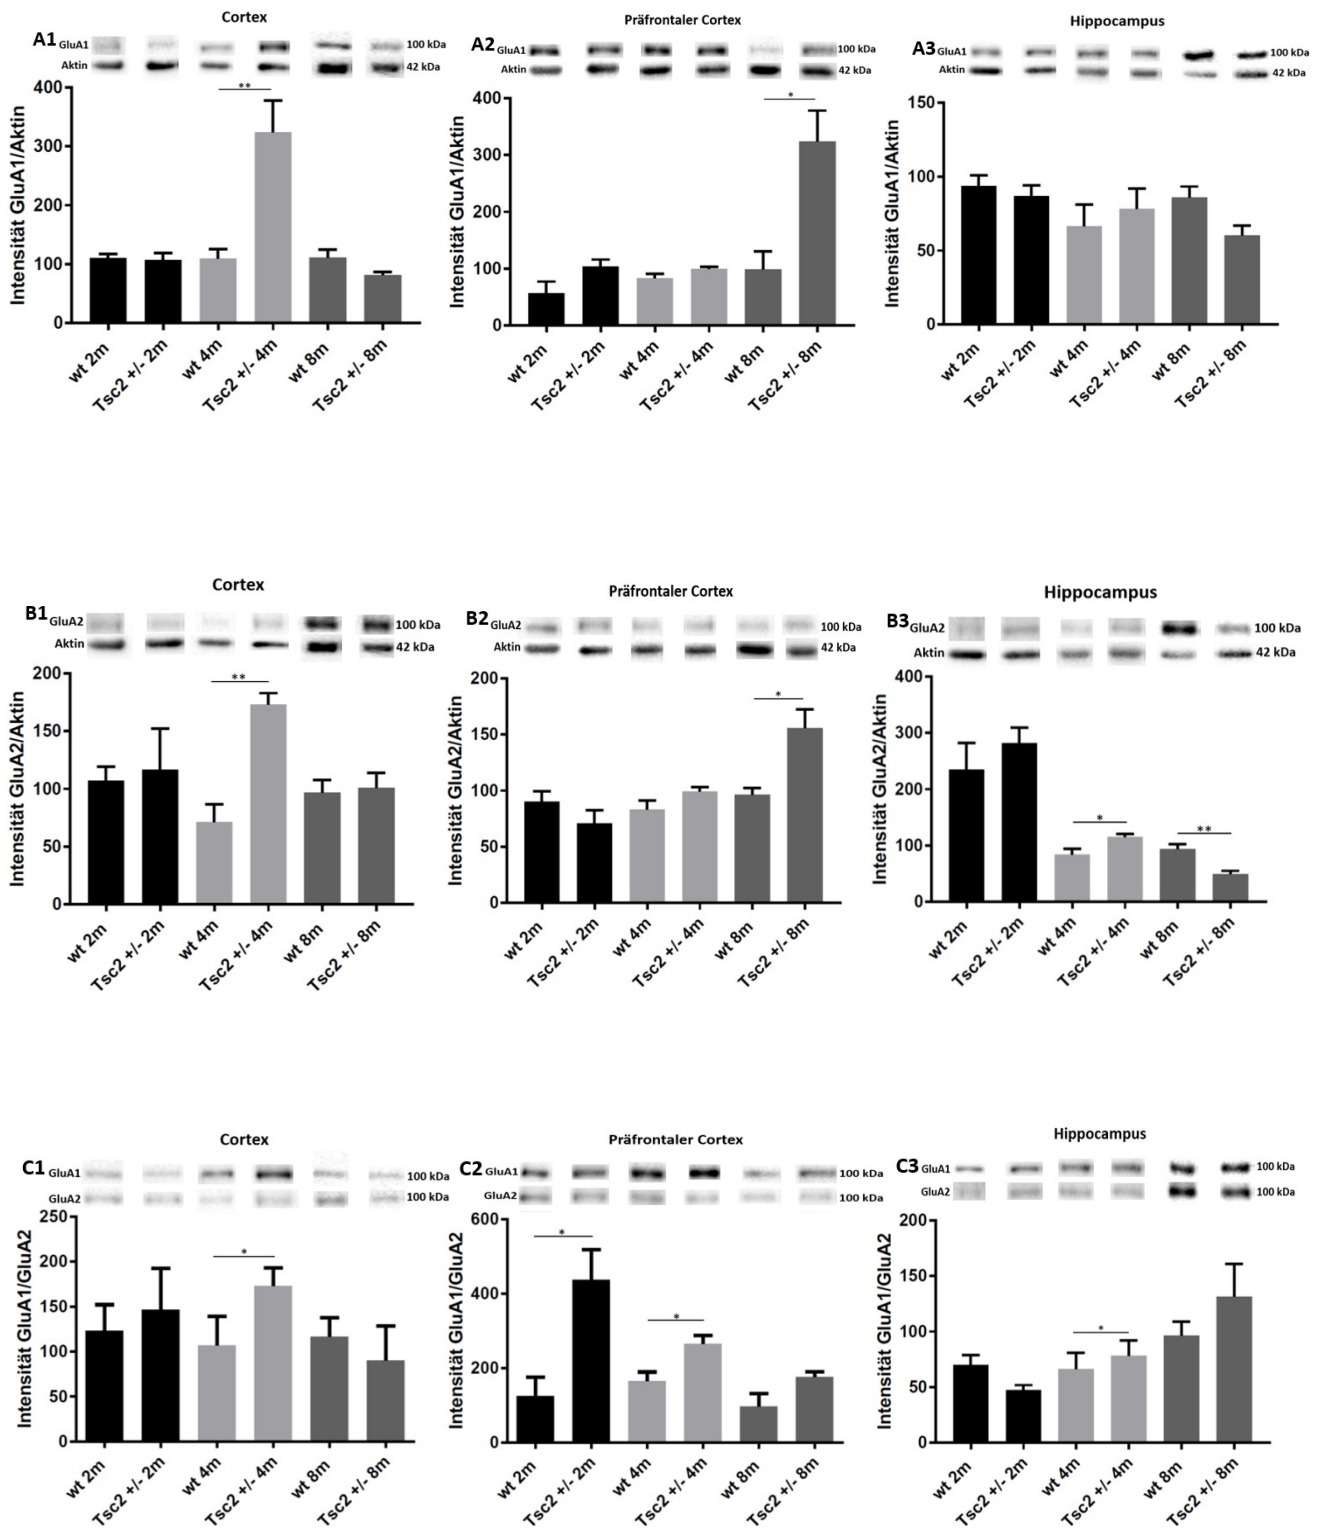 Cortex
A1 GluA1 100 kDa
Aktin 42 kDa
**
Intensität GluA1/Aktin
400
300
200
100
0
wt 2m
Tsc2 +/- 2m
wt 4m
Tsc2 +/- 4m
wt 8m
Tsc2 +/- 8m
Präfrontaler Cortex
A2 GluA1 100 kDa
Aktin 42 kDa
*
Intensität GluA1/Aktin
400
300
200
100
0
wt 2m
Tsc2 +/- 2m
wt 4m
Tsc2 +/- 4m
wt 8m
Tsc2 +/- 8m
Hippocampus
A3 GluA1 100 kDa
Aktin 42 kDa
Intensität GluA1/Aktin
150
100
50
0
wt 2m
Tsc2 +/- 2m
wt 4m
Tsc2 +/- 4m
wt 8m
Tsc2 +/- 8m
Cortex
B1 GluA2 100 kDa
Aktin 42 kDa
**
Intensität GluA2/Aktin
200
150
100
50
0
wt 2m
Tsc2 +/- 2m
wt 4m
Tsc2 +/- 4m
wt 8m
Tsc2 +/- 8m
Präfrontaler Cortex
B2 GluA2 100 kDa
Aktin 42 kDa
*
Intensität GluA2/Aktin
200
150
100
50
0
wt 2m
Tsc2 +/- 2m
wt 4m
Tsc2 +/- 4m
wt 8m
Tsc2 +/- 8m
Hippocampus
B3 GluA2 100 kDa
Aktin 42 kDa
*
**
Intensität GluA2/Aktin
400
300
200
100
0
wt 2m
Tsc2 +/- 2m
wt 4m
Tsc2 +/- 4m
wt 8m
Tsc2 +/- 8m
Cortex
C1 GluA1 100 kDa
GluA2 100 kDa
*
Intensität GluA1/GluA2
250
200
150
100
50
0
wt 2m
Tsc2 +/- 2m
wt 4m
Tsc2 +/- 4m
wt 8m
Tsc2 +/- 8m
Präfrontaler Cortex
C2 GluA1 100 kDa
GluA2 100 kDa
*
*
Intensität GluA1/GluA2
600
400
200
0
wt 2m
Tsc2 +/- 2m
wt 4m
Tsc2 +/- 4m
wt 8m
Tsc2 +/- 8m
Hippocampus
C3 GluA1 100 kDa
GluA2 100 kDa
*
Intensität GluA1/GluA2
200
150
100
50
0
wt 2m
Tsc2 +/- 2m
wt 4m
Tsc2 +/- 4m
wt 8m
Tsc2 +/- 8m